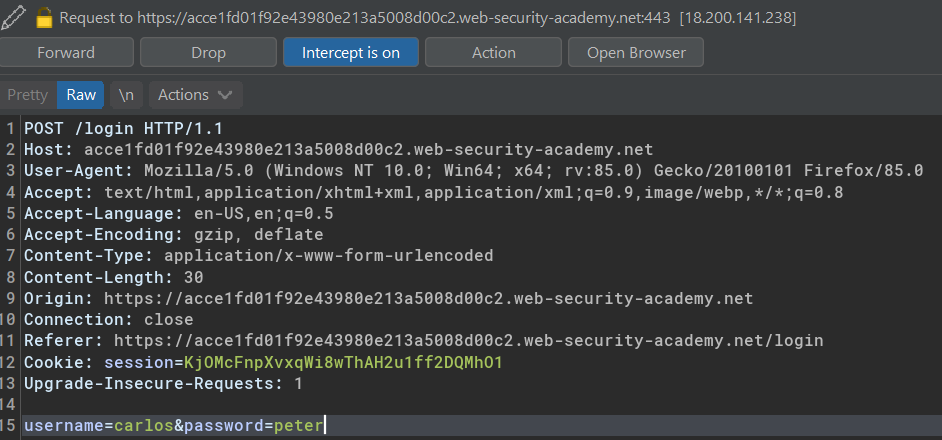 Request to https://acce1fd01f92e43980e213a5008d00c2.web-security-academy.net:443 [18.200.141.238]
Forward Drop Intercept is on Action Open Browser
Pretty Raw \n Actions
1 POST /login HTTP/1.1
2 Host: acce1fd01f92e43980e213a5008d00c2.web-security-academy.net
3 User-Agent: Mozilla/5.0 (Windows NT 10.0; Win64; x64; rv:85.0) Gecko/20100101 Firefox/85.0
4 Accept: text/html,application/xhtml+xml,application/xml;q=0.9,image/webp,*/*;q=0.8
5 Accept-Language: en-US,en;q=0.5
6 Accept-Encoding: gzip, deflate
7 Content-Type: application/x-www-form-urlencoded
8 Content-Length: 30
9 Origin: https://acce1fd01f92e43980e213a5008d00c2.web-security-academy.net
10 Connection: close
11 Referer: https://acce1fd01f92e43980e213a5008d00c2.web-security-academy.net/login
12 Cookie: session=KjOMcFnpXvxqWi8wThAH2u1ff2DQMhO1
13 Upgrade-Insecure-Requests: 1
14
15 username=carlos&password=peter